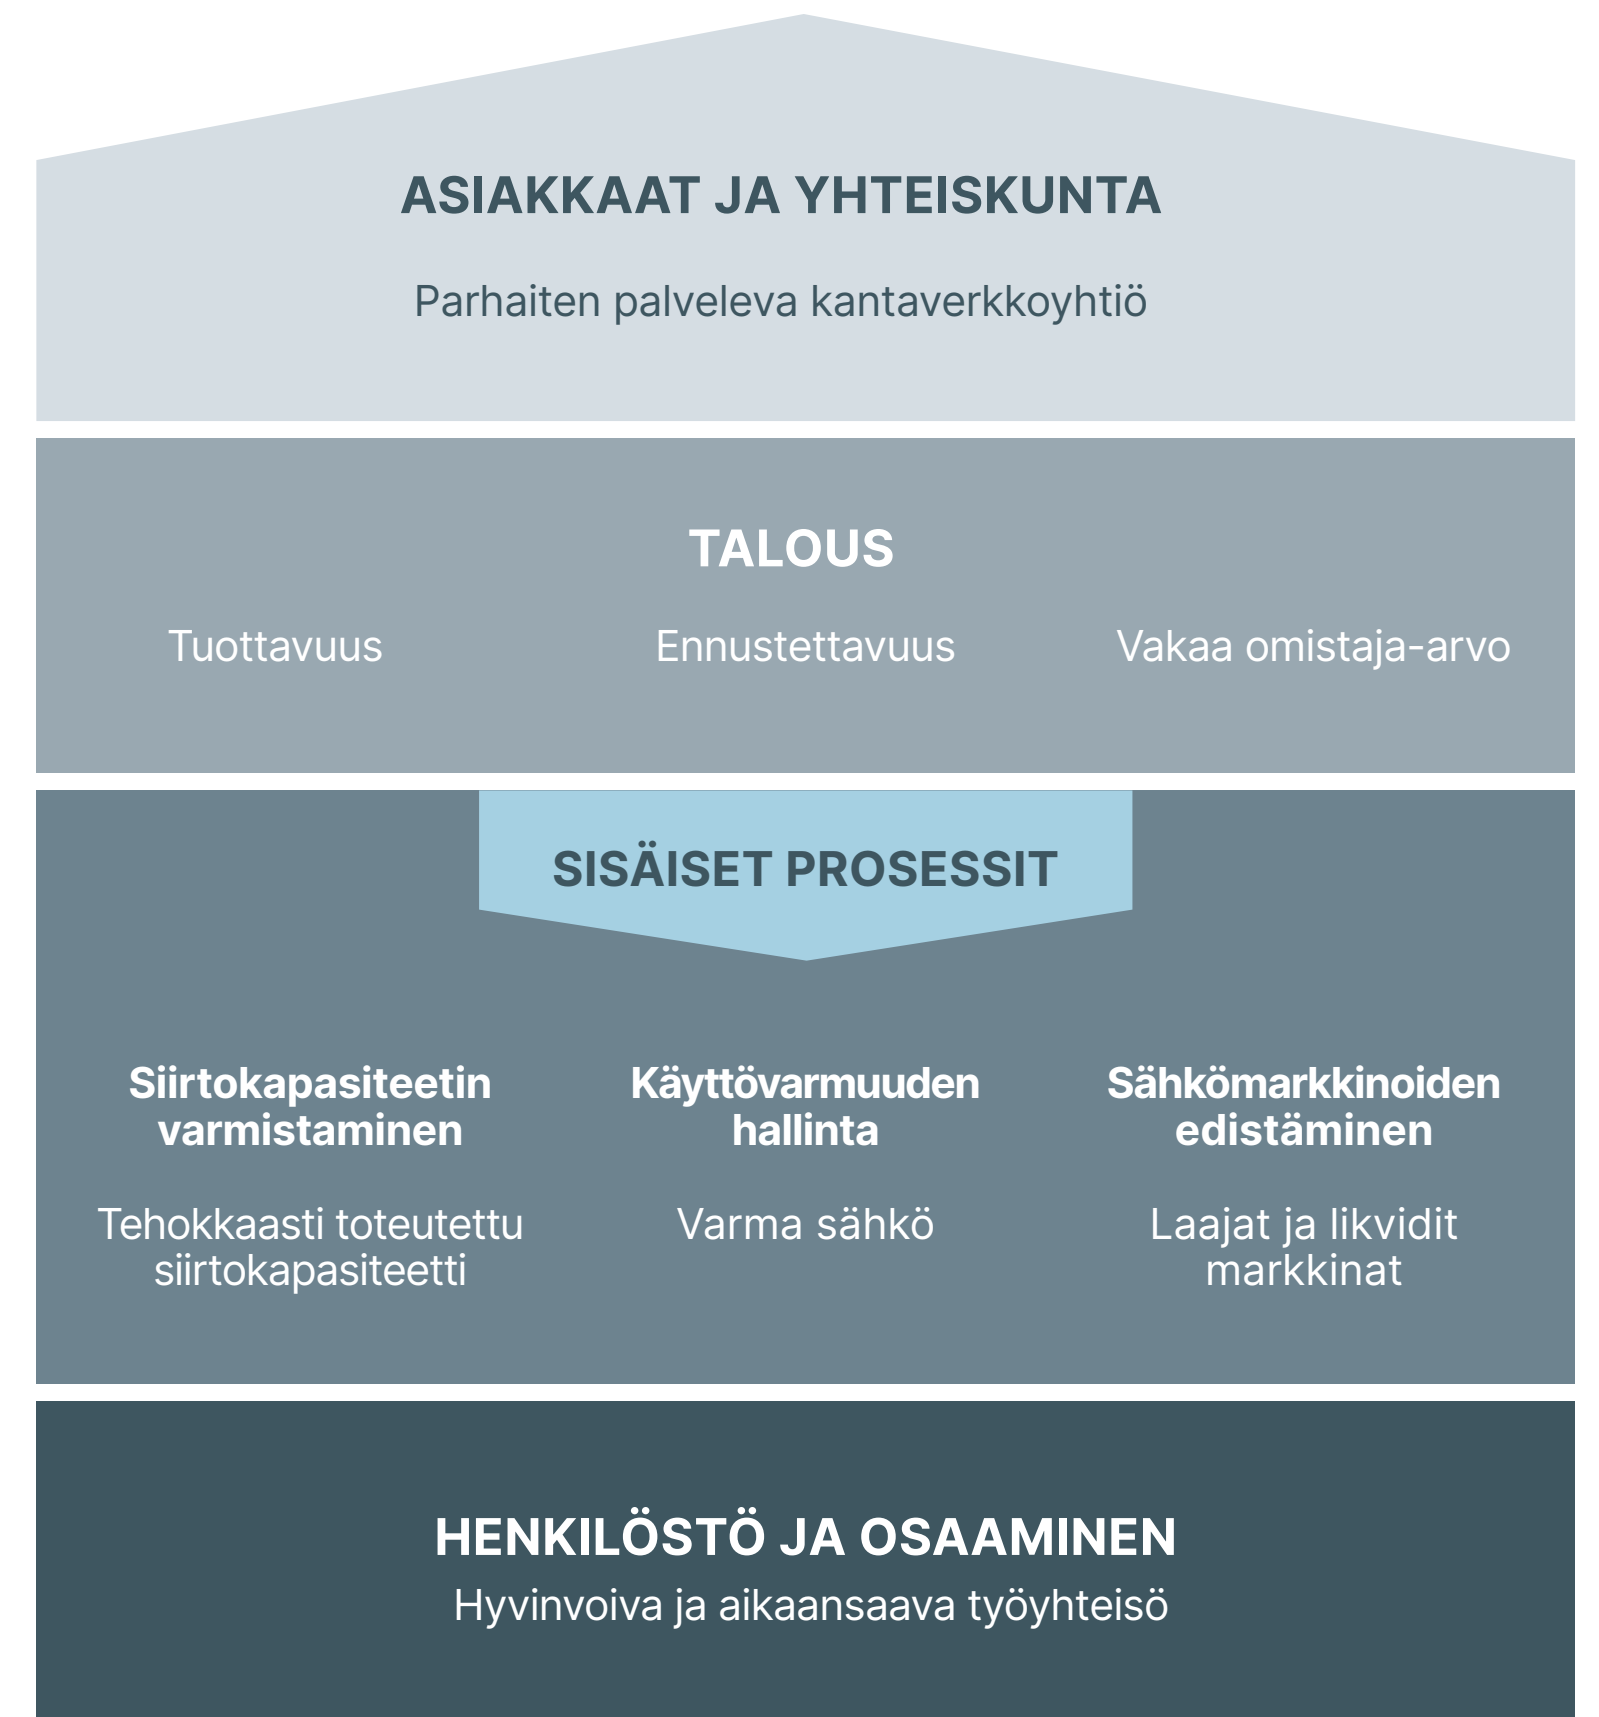 ASIAKKAAT JA YHTEISKUNTA
Parhaiten palveleva kantaverkkoyhtiö
TALOUS
Tuottavuus
Ennustettavuus
Vakaa omistaja-arvo
SISÄISET PROSESSIT
Siirtokapasiteetin
varmistaminen
Tehokkaasti toteutettu
siirtokapasiteetti
Käyttövarmuuden
hallinta
Varma sähkö
Sähkömarkkinoiden
edistäminen
Laajat ja likvidit
markkinat
HENKILÖSTÖ JA OSAAMINEN
Hyvinvoiva ja aikaansaava työyhteisö